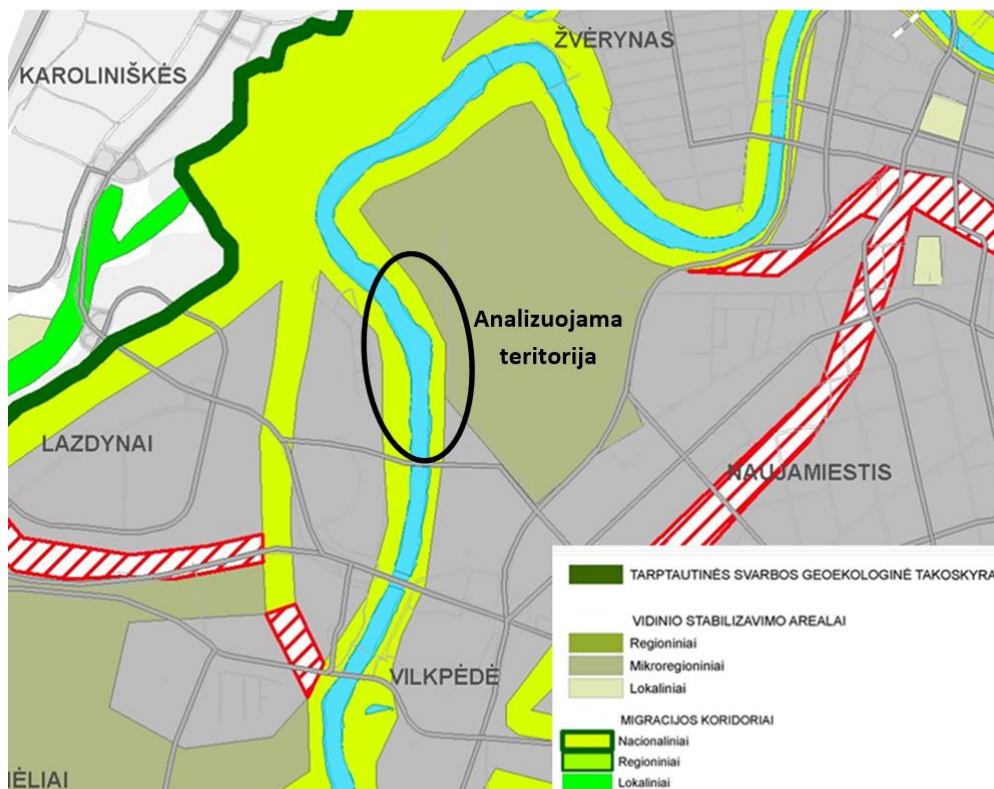 KAROLINIŠKĖS
ŽVĖRYNAS
Analizuojama
teritorija
LAZDYNAI
NAUJAMIESTIS
VILKPĖDĖ
IĖLIAI
TARPTAUTINĖS SVARBOS GEOEKOLOGINĖ TAKOSKYRA
VIDINIO STABILIZAVIMO AREALAI
Regioniniai
Mikroregioniniai
Lokaliniai
MIGRACIJOS KORIDORIAI
Nacionaliniai
Regioniniai
Lokaliniai